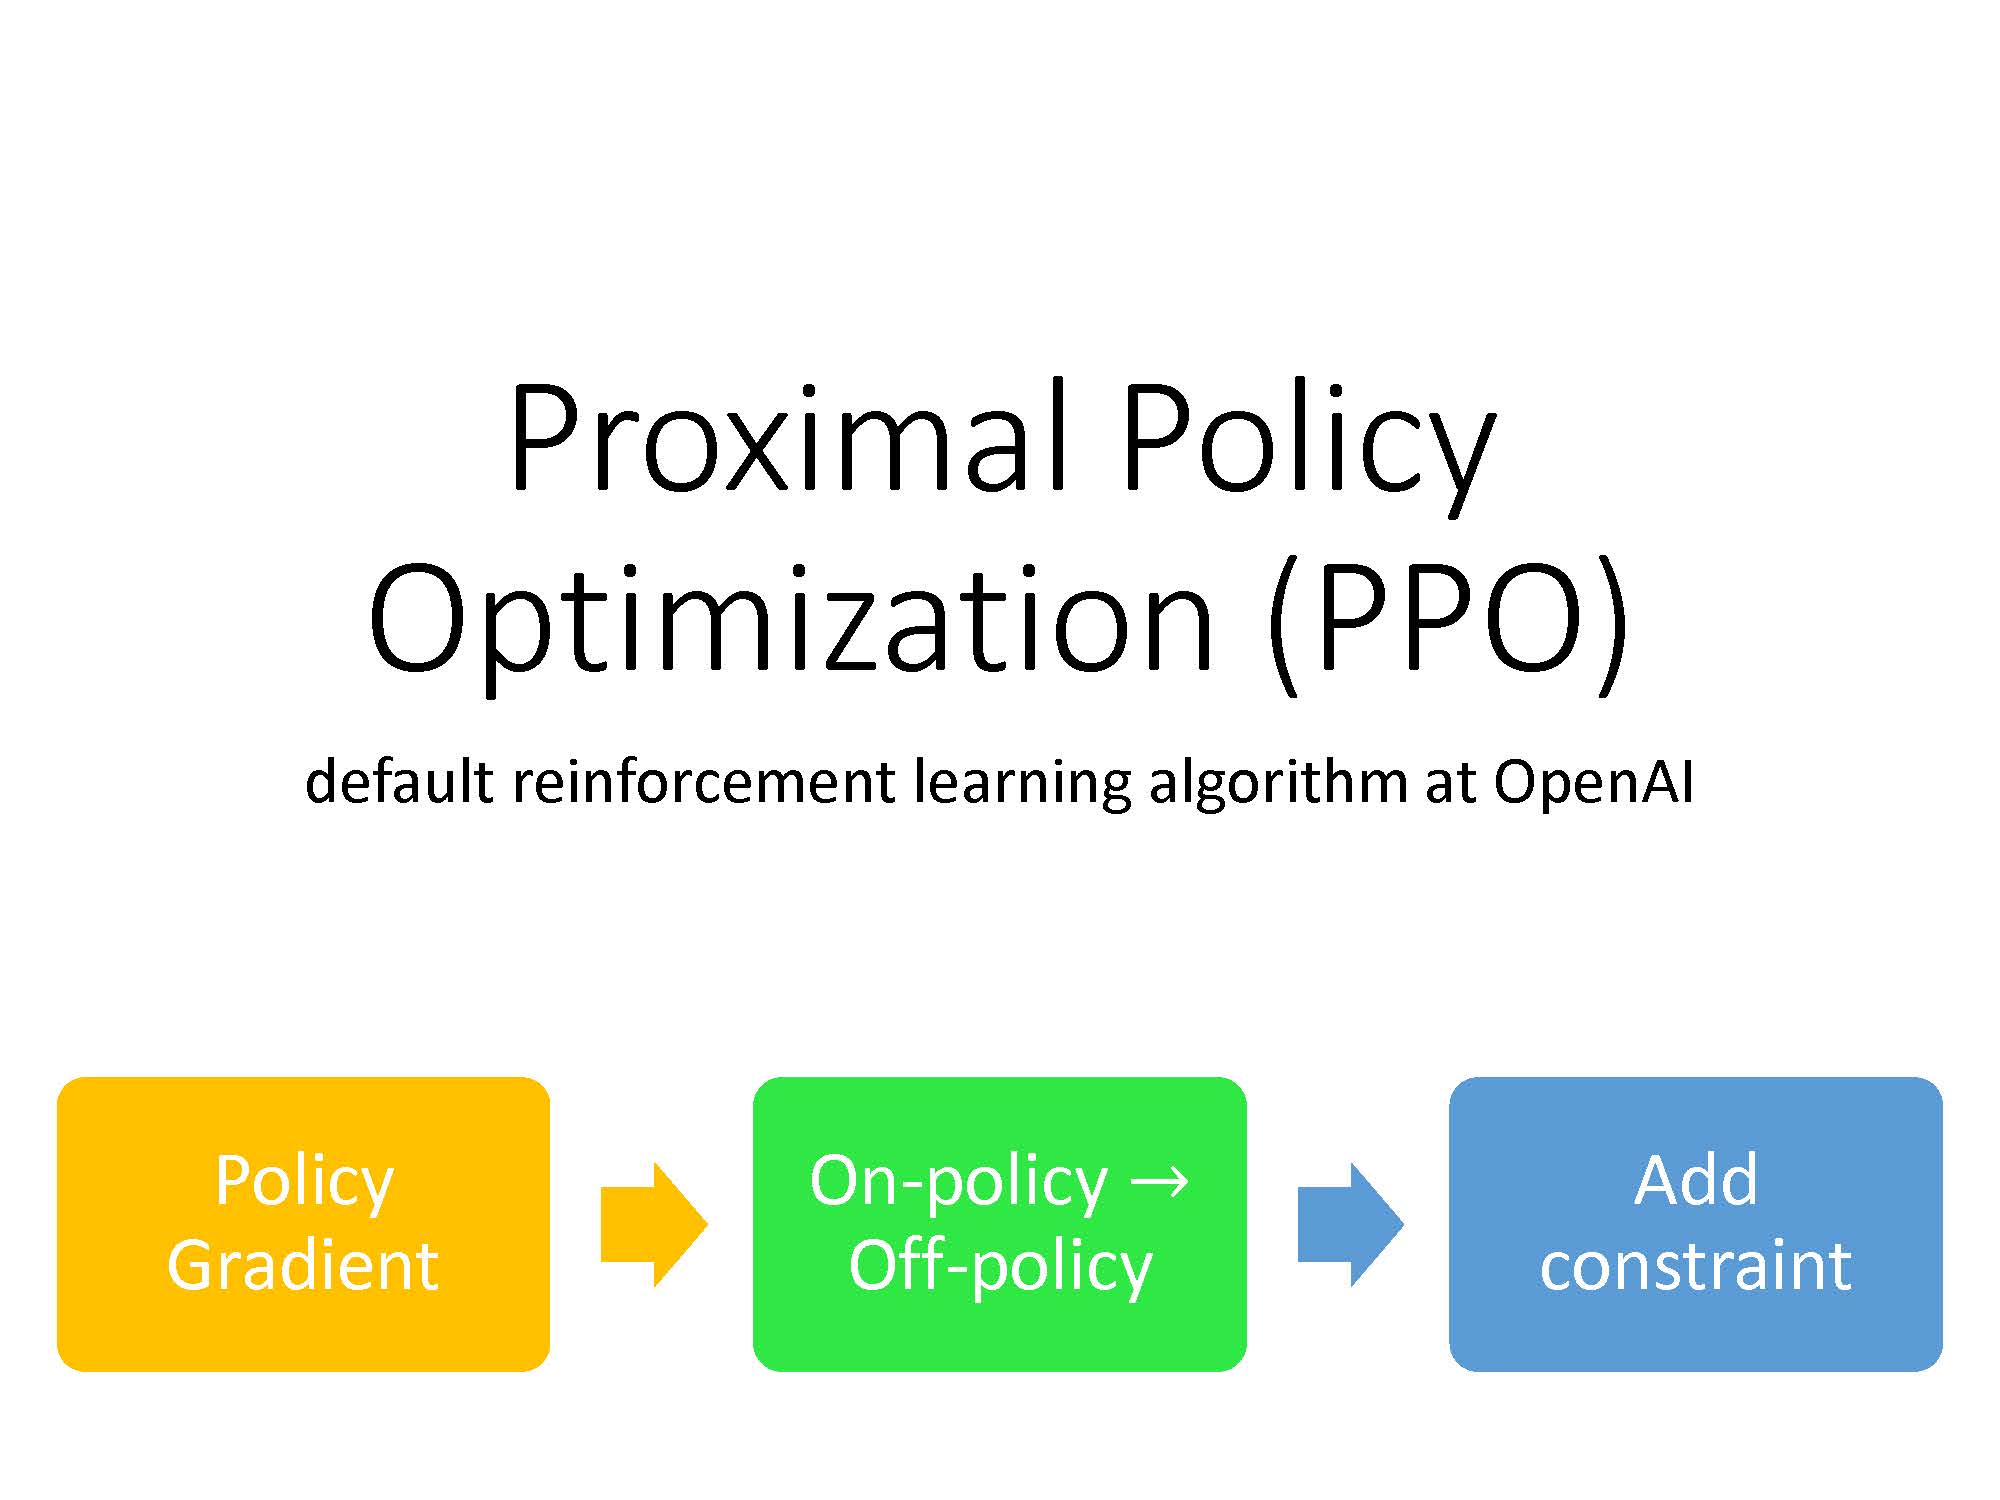 Proximal Policy
Optimization (PPO)
default reinforcement learning algorithm at OpenAI
Policy
Gradient
On-policy →
Off-policy
Add
constraint